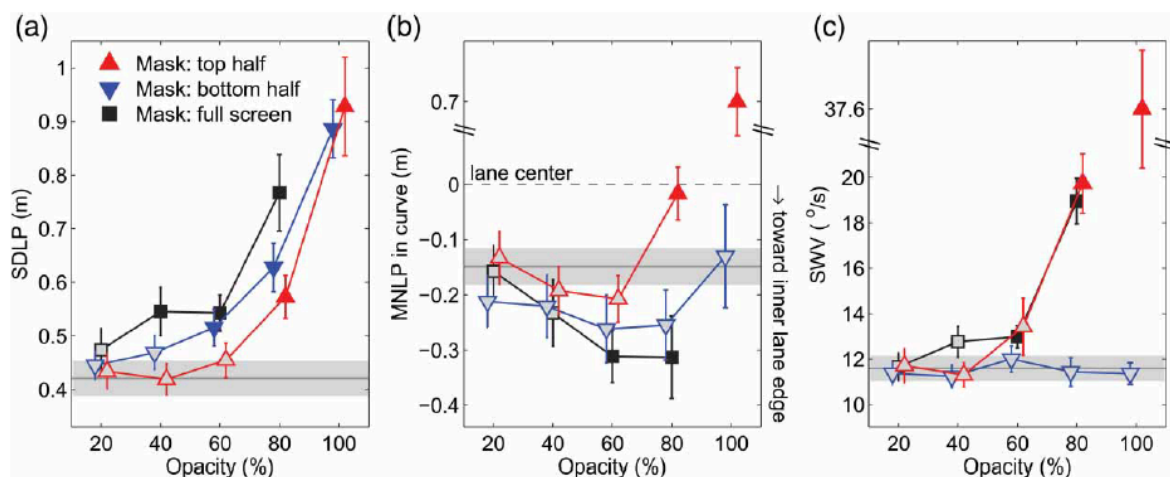 (a)
SDLP (m)
1
0.9
0.8
0.7
0.6
0.5
0.4
Mask: top half
Mask: bottom half
Mask: full screen
20 40 60 80 100
Opacity (%)
(b)
MNLP in curve (m)
0.7
0
−0.1
−0.2
−0.3
−0.4
lane center
→ toward inner lane edge
20 40 60 80 100
Opacity (%)
(c)
SWV (°/s)
37.6
20
18
16
14
12
10
20 40 60 80 100
Opacity (%)